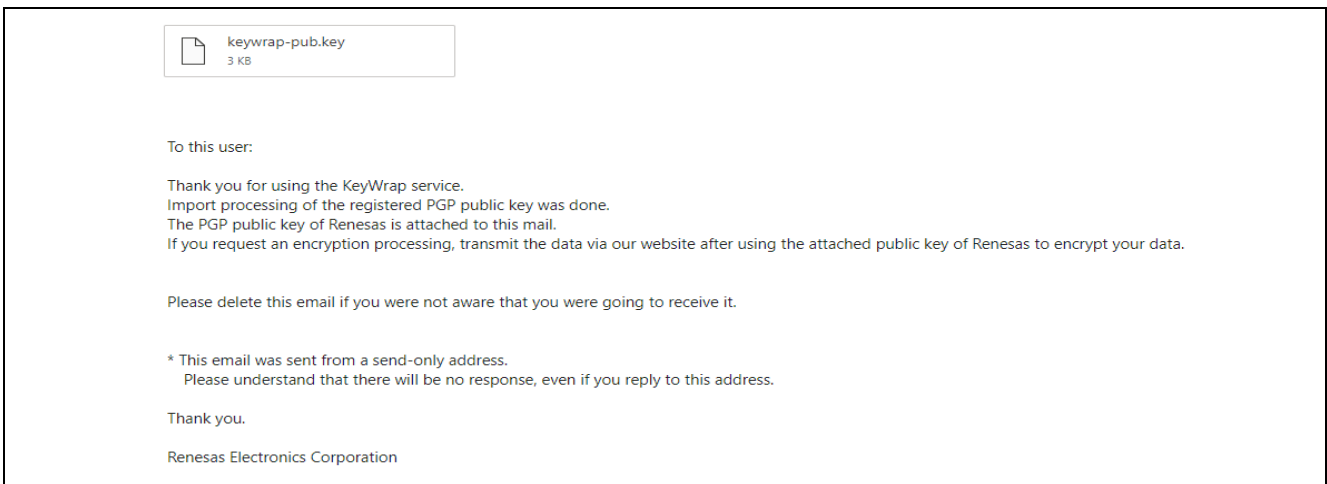 keywrap-pub.key
3 KB
To this user:
Thank you for using the KeyWrap service.
Import processing of the registered PGP public key was done.
The PGP public key of Renesas is attached to this mail.
If you request an encryption processing, transmit the data via our website after using the attached public key of Renesas to encrypt your data.
Please delete this email if you were not aware that you were going to receive it.
* This email was sent from a send-only address.
Please understand that there will be no response, even if you reply to this address.
Thank you.
Renesas Electronics Corporation